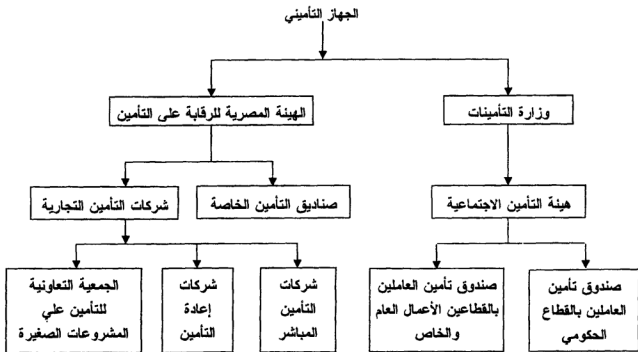 الجهاز التأميني
وزارة التأمينات
الهيئة المصرية للرقابة على التأمين
هيئة التأمين الاجتماعية
صناديق التأمين الخاصة
شركات التأمين التجارية
صندوق تأمين
العاملين بالقطاع
الحكومي
صندوق تأمين العاملين
بالقطاعين الأعمال العام
والخاص
شركات
التأمين
المباشر
شركات
إعادة
التأمين
الجمعية التعاونية
للتأمين علي
المشروعات الصغيرة